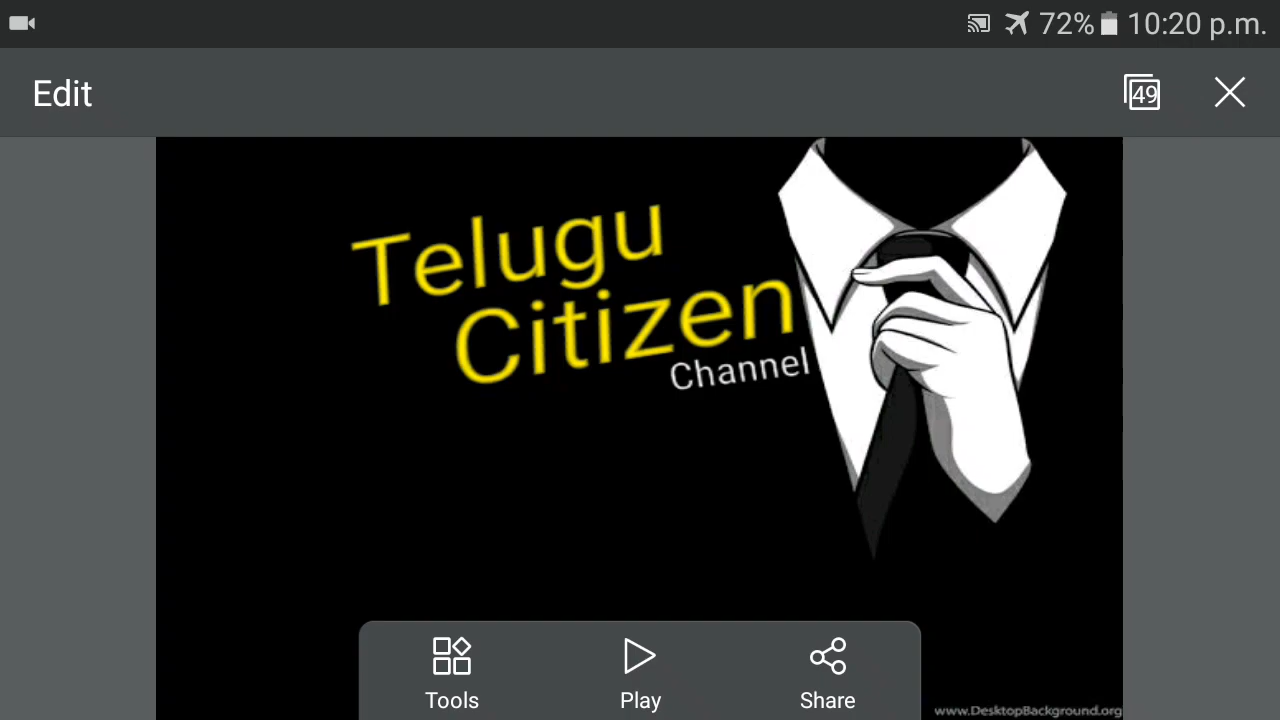 72% 10:20 p.m.
Edit
49
Telugu
Citizen
Channel
Tools Play Share
www.DesktopBackground.org